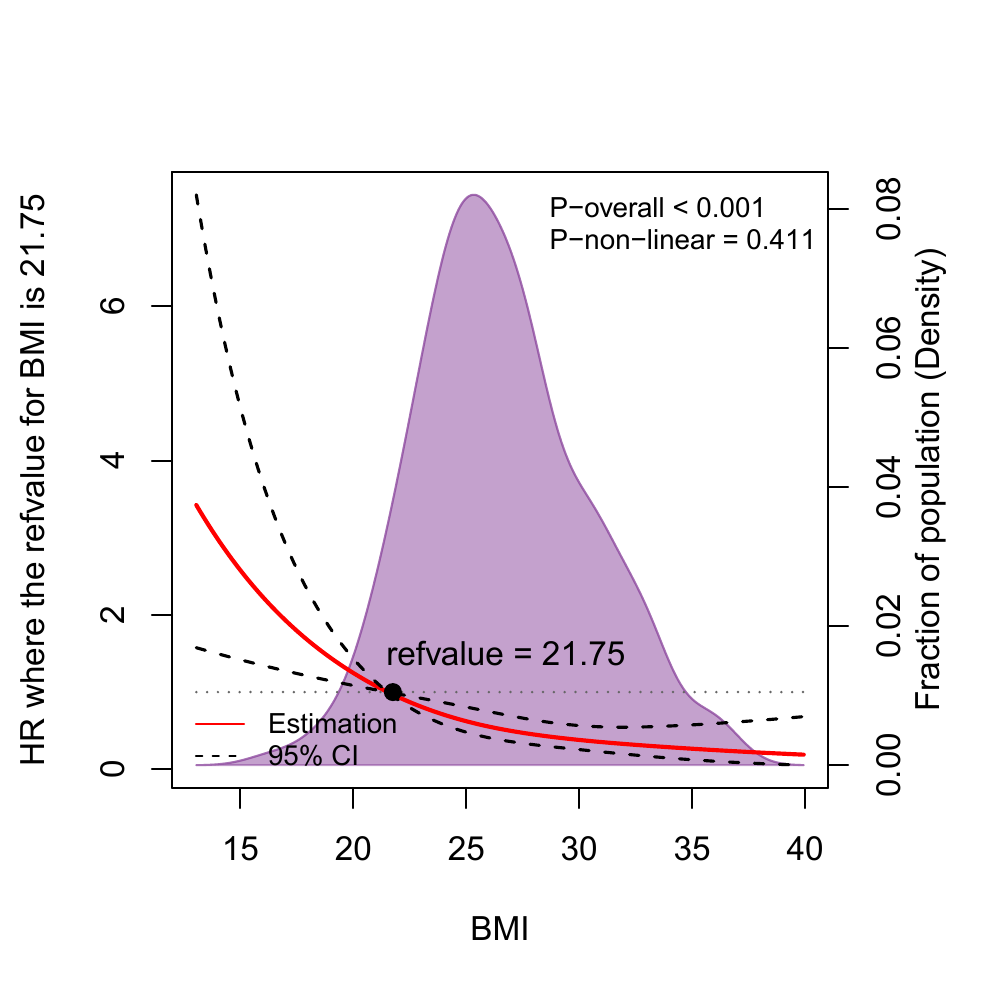 P−overall < 0.001
P−non−linear = 0.411
HR where the refvalue for BMI is 21.75
0
2
4
6
refvalue = 21.75
Estimation
95% CI
0.00
0.02
0.04
0.06
0.08
Fraction of population (Density)
15
20
25
30
35
40
BMI